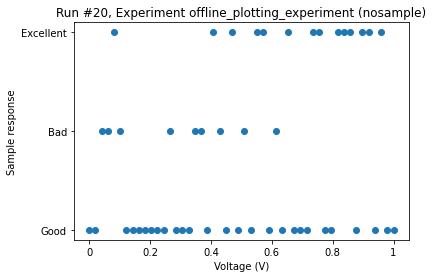 Run #20, Experiment offline_plotting_experiment (nosample)
Excellent
Bad
Good
Sample response
0 0.2 0.4 0.6 0.8 1
Voltage (V)